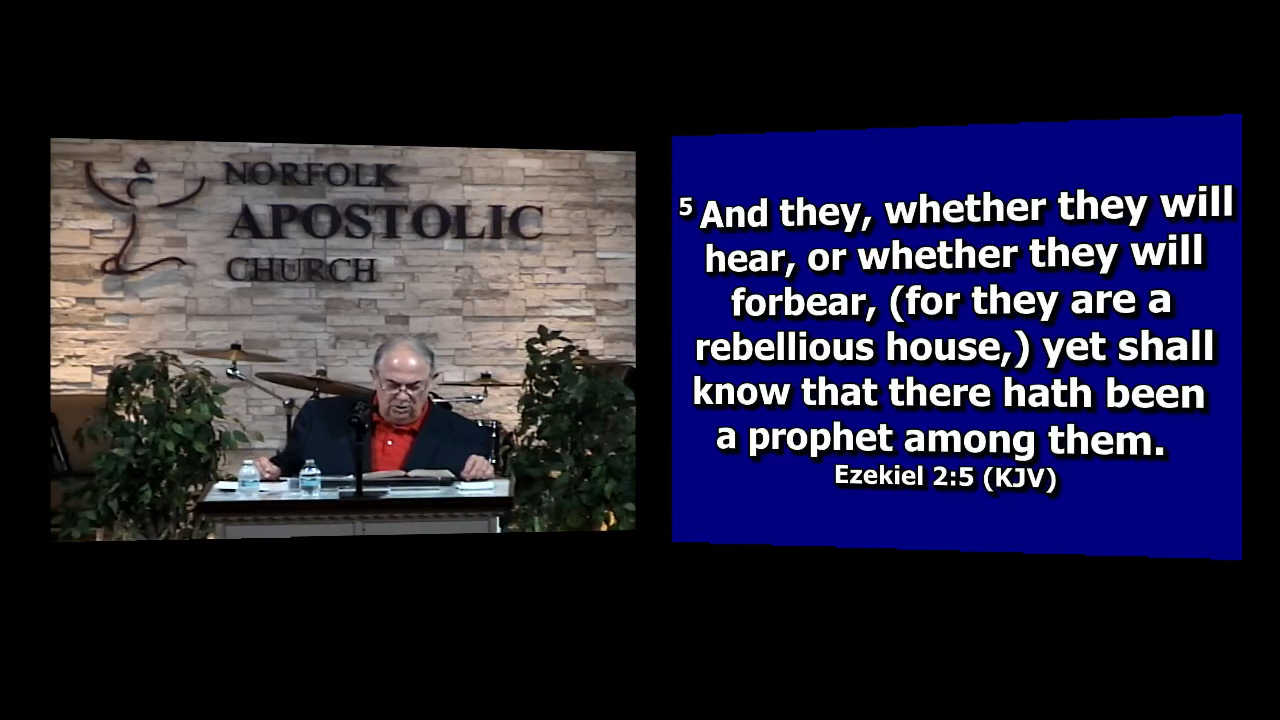 NORFOLK
APOSTOLIC
CHURCH
5 And they, whether they will
hear, or whether they will
forbear, (for they are a
rebellious house,) yet shall
know that there hath been
a prophet among them.
Ezekiel 2:5 (KJV)